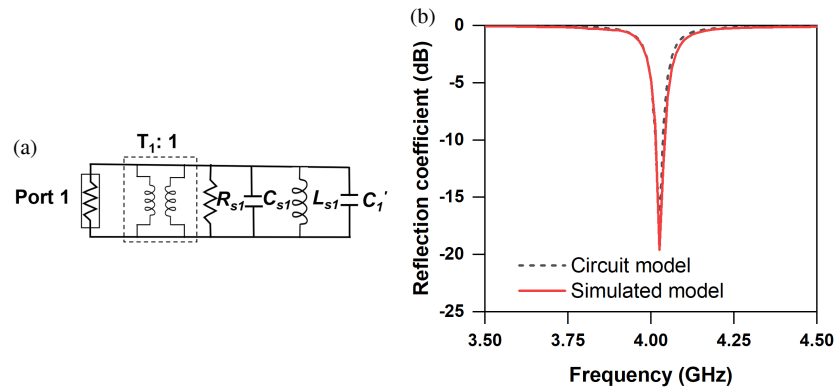 (a)
T₁: 1
Port 1
Rs1 Cs1 Ls1 C1'
(b)
Reflection coefficient (dB)
0
-5
-10
-15
-20
-25
Circuit model
Simulated model
3.50 3.75 4.00 4.25 4.50
Frequency (GHz)